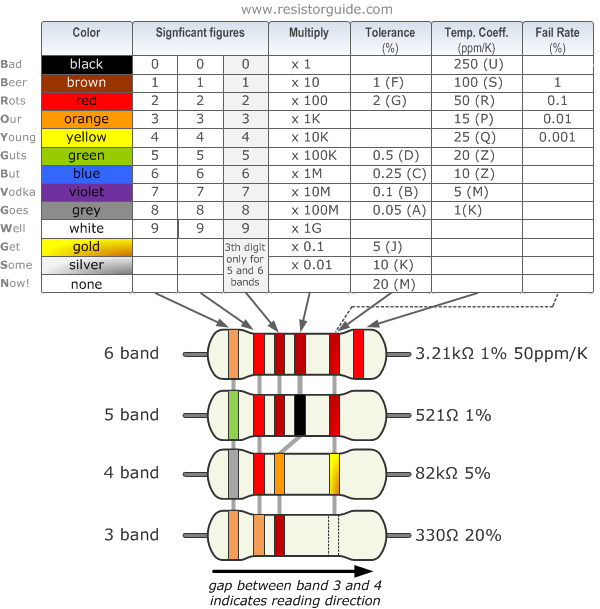 www.resistorguide.com
Color Signficant figures Multiply Tolerance (%) Temp. Coeff. (ppm/K) Fail Rate (%)
Bad black 0 0 0 x 1 250 (U)
Beer brown 1 1 1 x 10 1 (F) 100 (S) 1
Rots red 2 2 2 x 100 2 (G) 50 (R) 0.1
Our orange 3 3 3 x 1K 15 (P) 0.01
Young yellow 4 4 4 x 10K 25 (Q) 0.001
Guts green 5 5 5 x 100K 0.5 (D) 20 (Z)
But blue 6 6 6 x 1M 0.25 (C) 10 (Z)
Vodka violet 7 7 7 x 10M 0.1 (B) 5 (M)
Goes grey 8 8 8 x 100M 0.05 (A) 1(K)
Well white 9 9 9 x 1G
Get gold 3th digit only for 5 and 6 bands x 0.1 5 (J)
Some silver x 0.01 10 (K)
Now! none 20 (M)
6 band 3.21kΩ 1% 50ppm/K
5 band 521Ω 1%
4 band 82kΩ 5%
3 band 330Ω 20%
gap between band 3 and 4
indicates reading direction